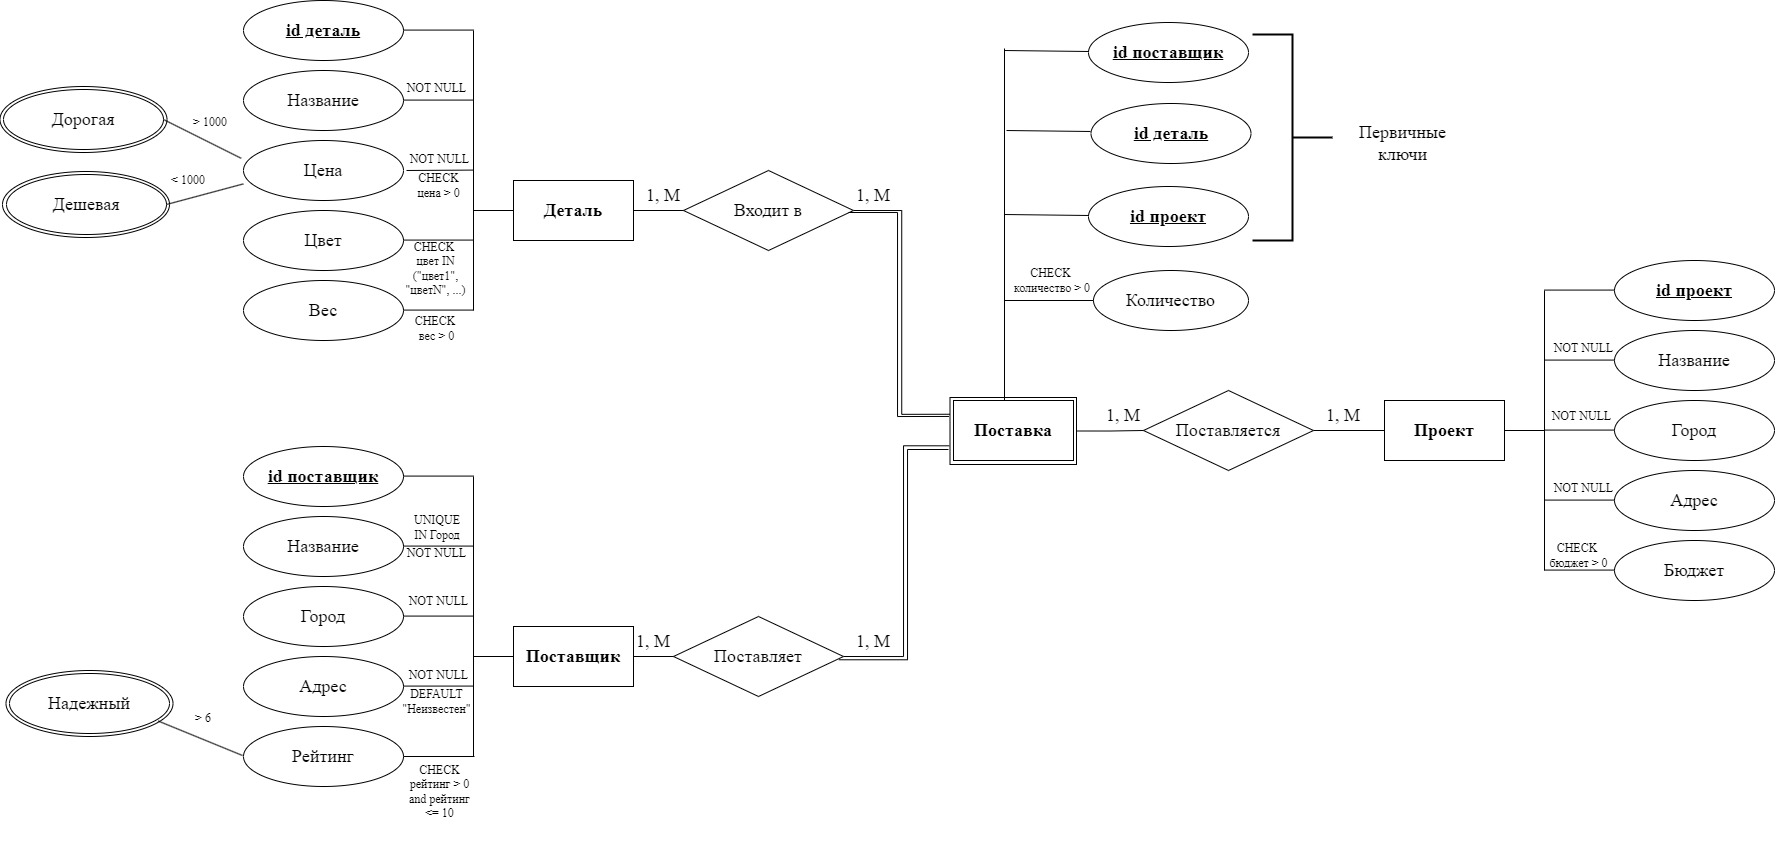 id деталь
Название
NOT NULL
Дорогая
> 1000
Цена
NOT NULL
CHECK
цена > 0
Дешевая
< 1000
Цвет
CHECK
цвет IN
("цвет1",
"цветN", ...)
Вес
CHECK
вес > 0
Деталь
1, M
Входит в
1, M
id поставщик
id деталь
id проект
Первичные
ключи
CHECK
количество > 0
Количество
Поставка
1, M
Поставляется
1, M
Проект
id проект
NOT NULL
Название
NOT NULL
Город
NOT NULL
Адрес
CHECK
бюджет > 0
Бюджет
id поставщик
Название
UNIQUE
IN Город
NOT NULL
Город
NOT NULL
Адрес
NOT NULL
DEFAULT
"Неизвестен"
Надежный
> 6
Рейтинг
CHECK
рейтинг > 0
and рейтинг
<= 10
Поставщик
1, M
Поставляет
1, M